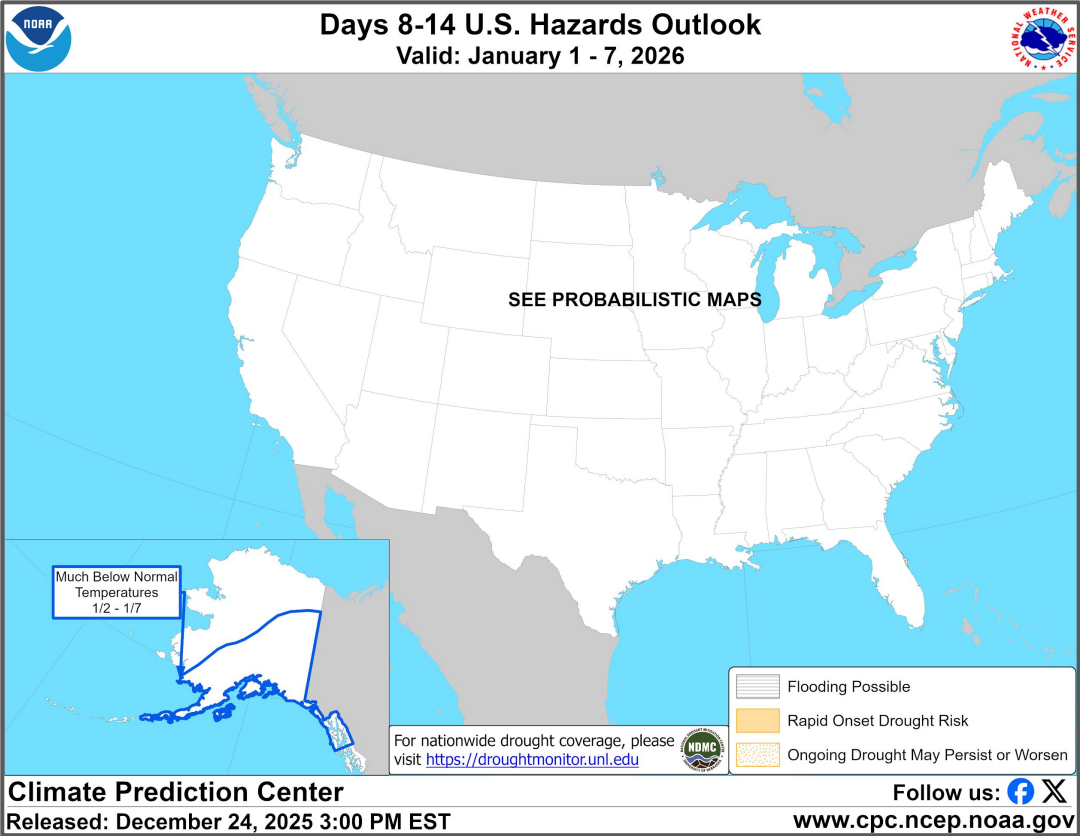 NOAA
Days 8-14 U.S. Hazards Outlook
Valid: January 1 - 7, 2026
NATIONAL WEATHER SERVICE
SEE PROBABILISTIC MAPS
Much Below Normal
Temperatures
1/2 - 1/7
Flooding Possible
Rapid Onset Drought Risk
Ongoing Drought May Persist or Worsen
For nationwide drought coverage, please
visit https://droughtmonitor.unl.edu
NDMC
Climate Prediction Center
Follow us:
Released: December 24, 2025 3:00 PM EST
www.cpc.ncep.noaa.gov